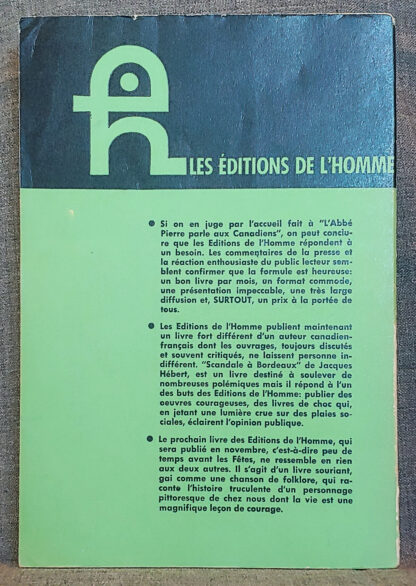 LES ÉDITIONS DE L'HOMME
● Si on en juge par l'accueil fait à "L'Abbé
Pierre parle aux Canadiens", on peut conclu-
re que les Editions de l'Homme répondent à
un besoin. Les commentaires de la presse et
la réaction enthousiaste du public lecteur sem-
blent confirmer que la formule est heureuse:
un bon livre par mois, un format commode,
une présentation impeccable, une très large
diffusion et, SURTOUT, un prix à la portée de
tous.
● Les Editions de l'Homme publient maintenant
un livre fort différent d'un auteur canadien-
français dont les ouvrages, toujours discutés
et souvent critiqués, ne laissent personne in-
différent. "Scandale à Bordeaux" de Jacques
Hébert, est un livre destiné à soulever de
nombreuses polémiques mais il répond à l'un
des buts des Editions de l'Homme: publier des
oeuvres courageuses, des livres de choc qui,
en jetant une lumière crue sur des plaies so-
ciales, éclairent l'opinion publique.
● Le prochain livre des Editions de l'Homme, qui
sera publié en novembre, c'est-à-dire peu de
temps avant les Fêtes, ne ressemble en rien
aux deux autres. Il s'agit d'un livre souriant,
gai comme une chanson de folklore, qui ra-
conte l'histoire truculente d'un personnage
pittoresque de chez nous dont la vie est une
magnifique leçon de courage.